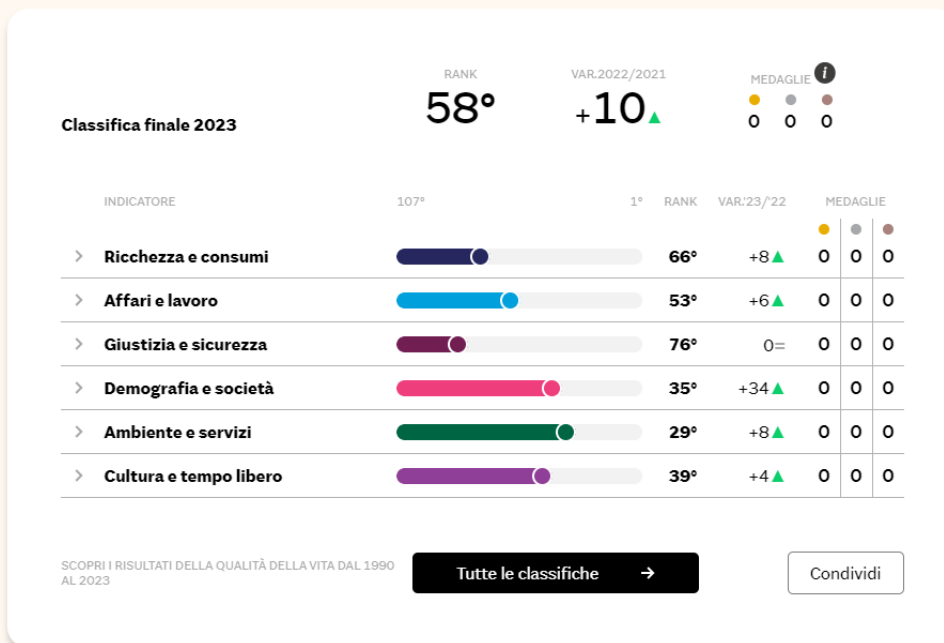 RANK VAR.2022/2021 MEDAGLIE i
Classifica finale 2023 58° +10▲ 0 0 0
INDICATORE 107° 1° RANK VAR.'23/'22 MEDAGLIE
Ricchezza e consumi 66° +8▲ 0 0 0
Affari e lavoro 53° +6▲ 0 0 0
Giustizia e sicurezza 76° 0= 0 0 0
Demografia e società 35° +34▲ 0 0 0
Ambiente e servizi 29° +8▲ 0 0 0
Cultura e tempo libero 39° +4▲ 0 0 0
SCOPRI I RISULTATI DELLA QUALITÀ DELLA VITA DAL 1990
AL 2023
Tutte le classifiche →
Condividi